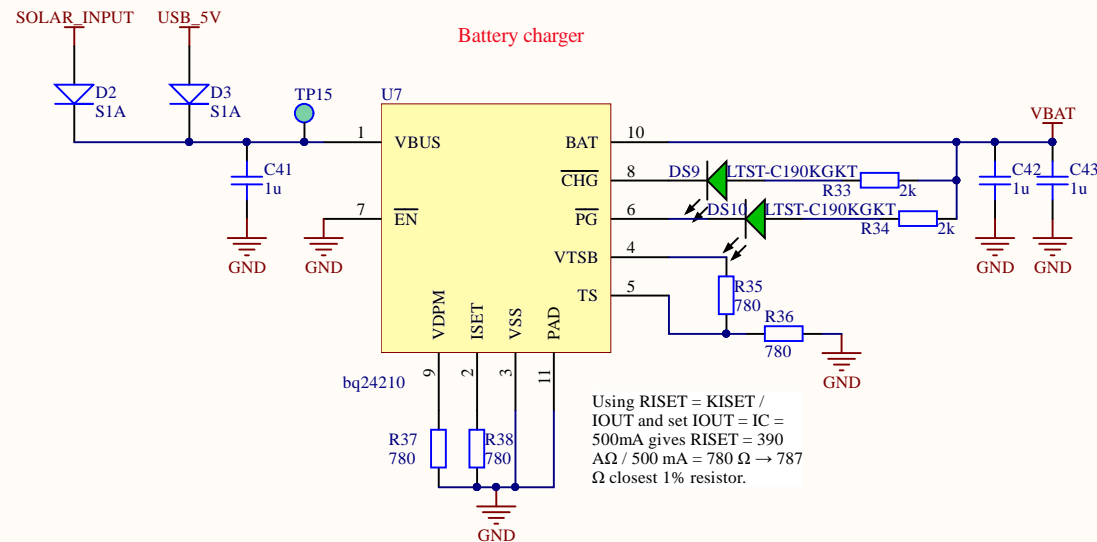 SOLAR_INPUT
USB_5V
Battery charger
D2
S1A
D3
S1A
TP15
U7
VBAT
1
VBUS
BAT
10
C41
1u
C42
1u
C43
1u
CHG
8
DS9
LTST-C190KGKT
R33
2k
7
EN
PG
6
DS10
LTST-C190KGKT
R34
2k
GND
GND
GND
GND
VTSB
4
TS
5
R35
780
R36
780
GND
VDPM
ISET
VSS
PAD
9
2
3
11
bq24210
R37
780
R38
780
GND
Using RISET = KISET /
IOUT and set IOUT = IC =
500mA gives RISET = 390
AΩ / 500 mA = 780 Ω → 787
Ω closest 1% resistor.